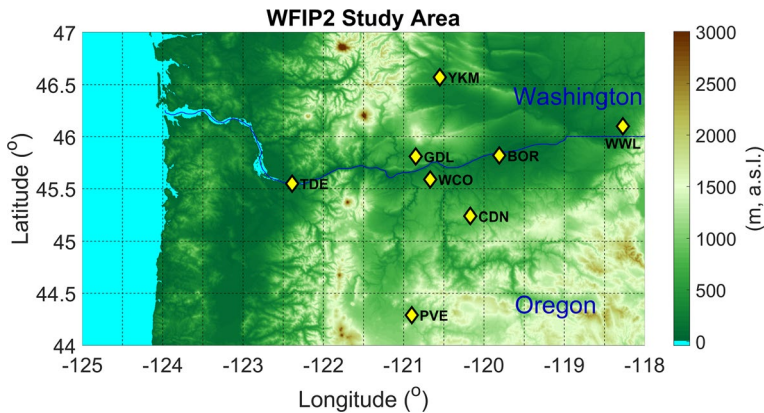 WFIP2 Study Area
47
46.5
46
45.5
45
44.5
44
Latitude (°)
-125
-124
-123
-122
-121
-120
-119
-118
Longitude (°)
YKM
Washington
WWL
GDL
BOR
WCO
TDE
CDN
Oregon
PVE
3000
2500
2000
1500
1000
500
0
(m, a.s.l.)